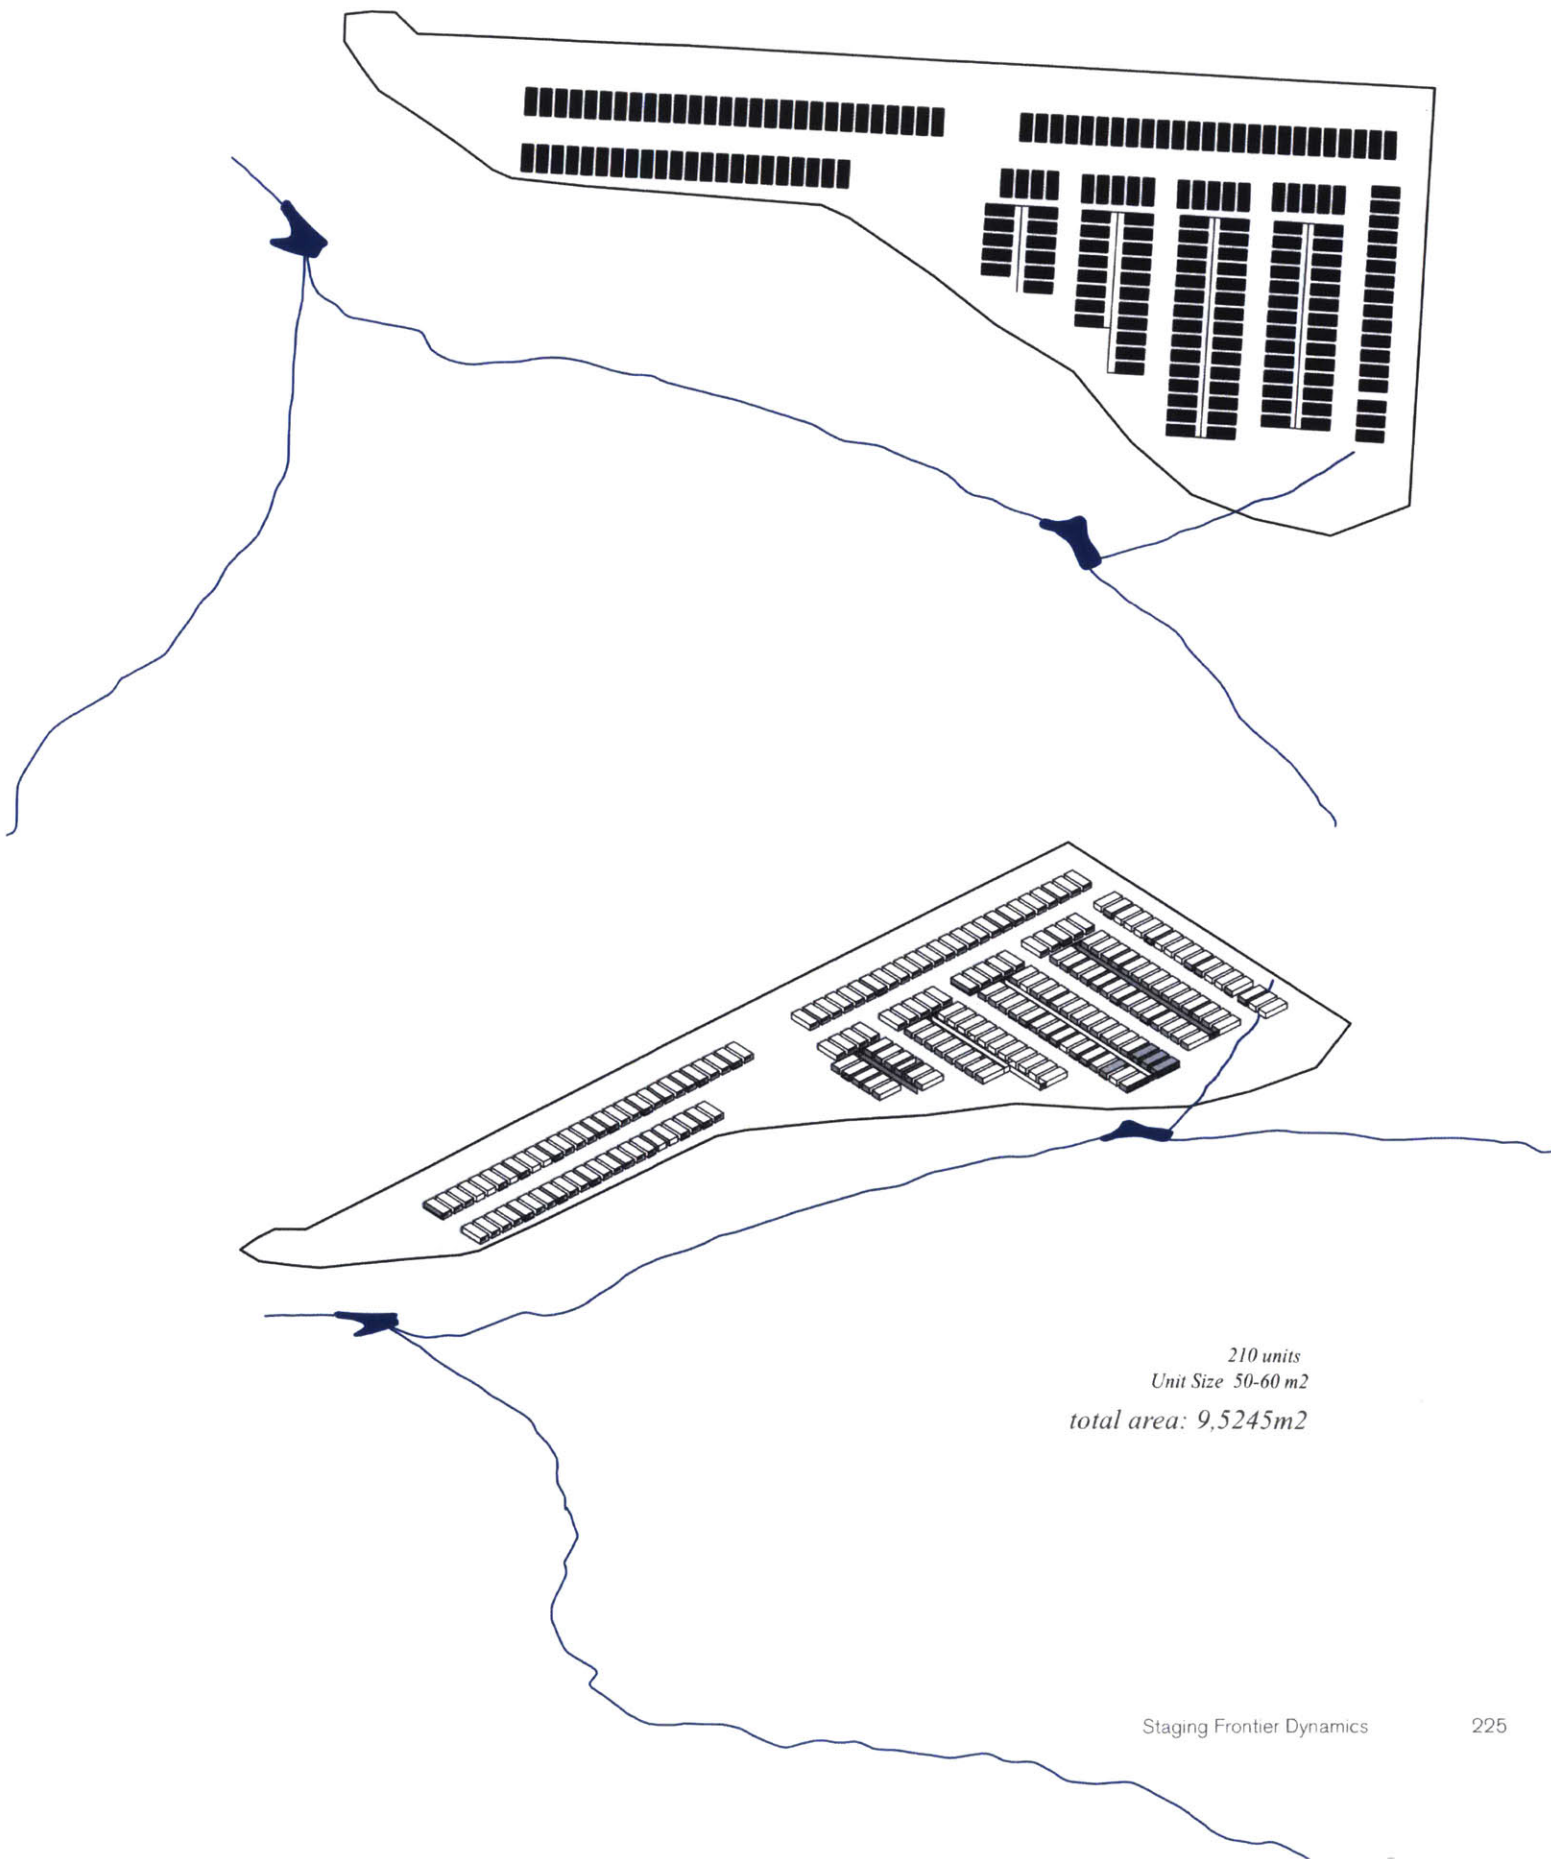 210 units
Unit Size 50-60 m2
total area: 9,5245m2
Staging Frontier Dynamics 225